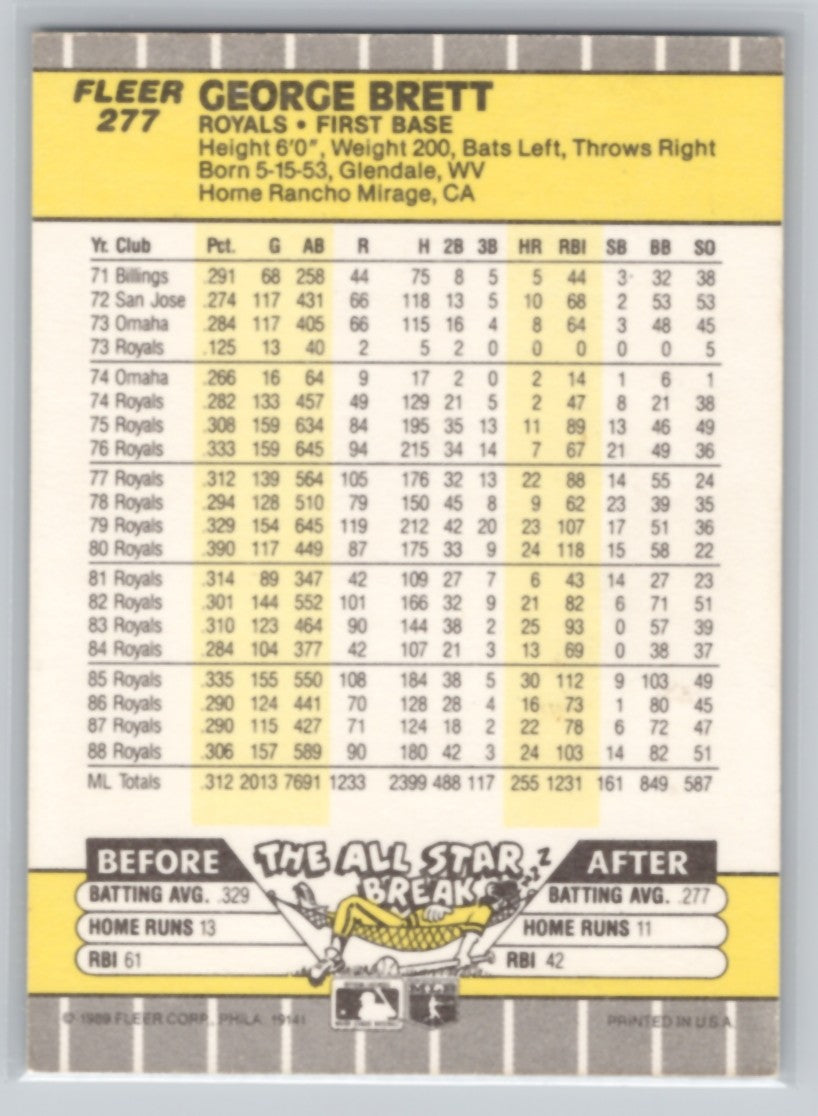 FLEER GEORGE BRETT
277 ROYALS • FIRST BASE
Height 6'0", Weight 200, Bats Left, Throws Right
Born 5-15-53, Glendale, WV
Home Rancho Mirage, CA
Yr. Club Pct. G AB R H 2B 3B HR RBI SB BB SO
71 Billings .291 68 258 44 75 8 5 5 44 3 32 38
72 San Jose .274 117 431 66 118 13 5 10 68 2 53 53
73 Omaha .284 117 405 66 115 16 4 8 64 3 48 45
73 Royals .125 13 40 2 5 2 0 0 0 0 0 5
74 Omaha .266 16 64 9 17 2 0 2 14 1 6 1
74 Royals .282 133 457 49 129 21 5 2 47 8 21 38
75 Royals .308 159 634 84 195 35 13 11 89 13 46 49
76 Royals .333 159 645 94 215 34 14 7 67 21 49 36
77 Royals .312 139 564 105 176 32 13 22 88 14 55 24
78 Royals .294 128 510 79 150 45 8 9 62 23 39 35
79 Royals .329 154 645 119 212 42 20 23 107 17 51 36
80 Royals .390 117 449 87 175 33 9 24 118 15 58 22
81 Royals .314 89 347 42 109 27 7 6 43 14 27 23
82 Royals .301 144 552 101 166 32 9 21 82 6 71 51
83 Royals .310 123 464 90 144 38 2 25 93 0 57 39
84 Royals .284 104 377 42 107 21 3 13 69 0 38 37
85 Royals .335 155 550 108 184 38 5 30 112 9 103 49
86 Royals .290 124 441 70 128 28 4 16 73 1 80 45
87 Royals .290 115 427 71 124 18 2 22 78 6 72 47
88 Royals .306 157 589 90 180 42 3 24 103 14 82 51
ML Totals .312 2013 7691 1233 2399 488 117 255 1231 161 849 587
BEFORE THE ALL STAR BREAK ZZZ AFTER
BATTING AVG. .329 BATTING AVG. .277
HOME RUNS 13 HOME RUNS 11
RBI 61 RBI 42
© 1989 FLEER CORP., PHILA. 19141 PRINTED IN U.S.A.